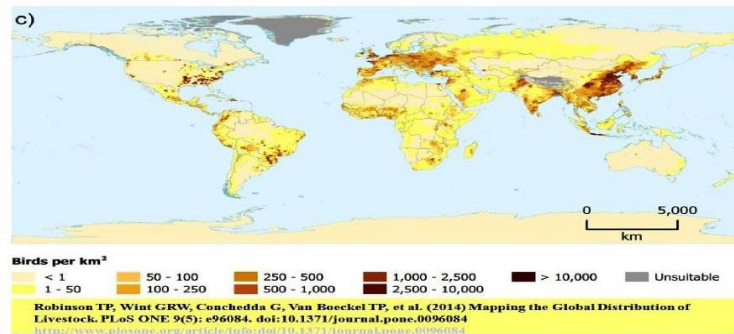 c)
0 5,000
km
Birds per km²
< 1 50 - 100 250 - 500 1,000 - 2,500 > 10,000 Unsuitable
1 - 50 100 - 250 500 - 1,000 2,500 - 10,000
Robinson TP, Wint GRW, Conchedda G, Van Boeckel TP, et al. (2014) Mapping the Global Distribution of
Livestock. PLoS ONE 9(5): e96084. doi:10.1371/journal.pone.0096084
http://www.plosone.org/article/info:doi/10.1371/journal.pone.0096084